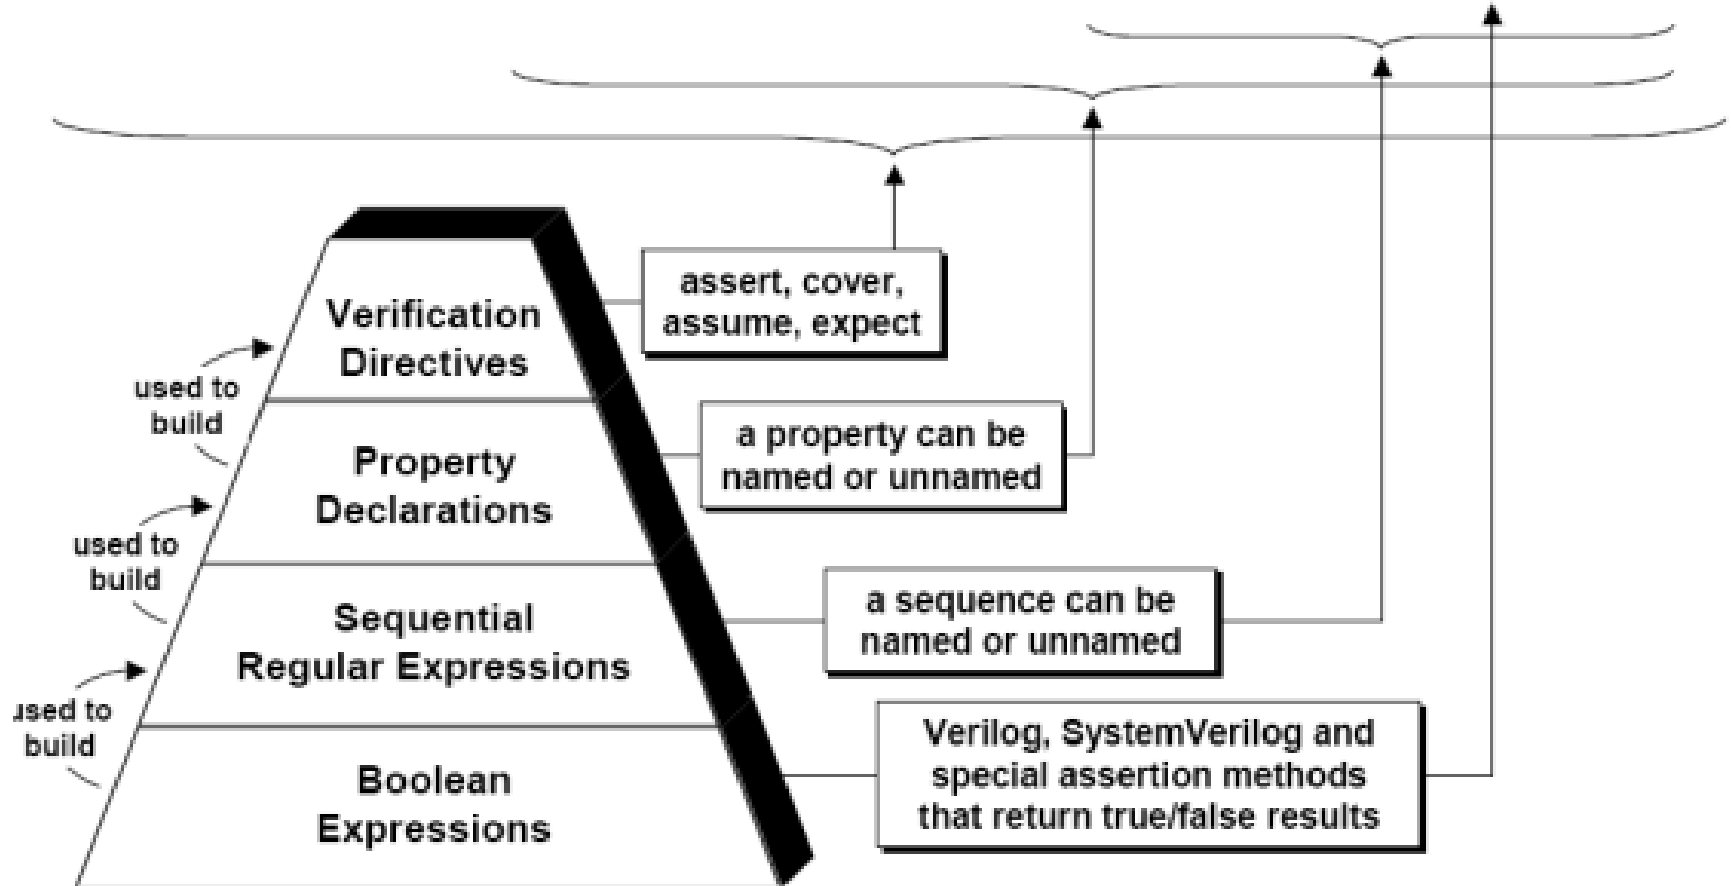 assert, cover,
assume, expect
Verification
Directives
used to
build
a property can be
named or unnamed
Property
Declarations
used to
build
a sequence can be
named or unnamed
Sequential
Regular Expressions
used to
build
Verilog, SystemVerilog and
special assertion methods
that return true/false results
Boolean
Expressions